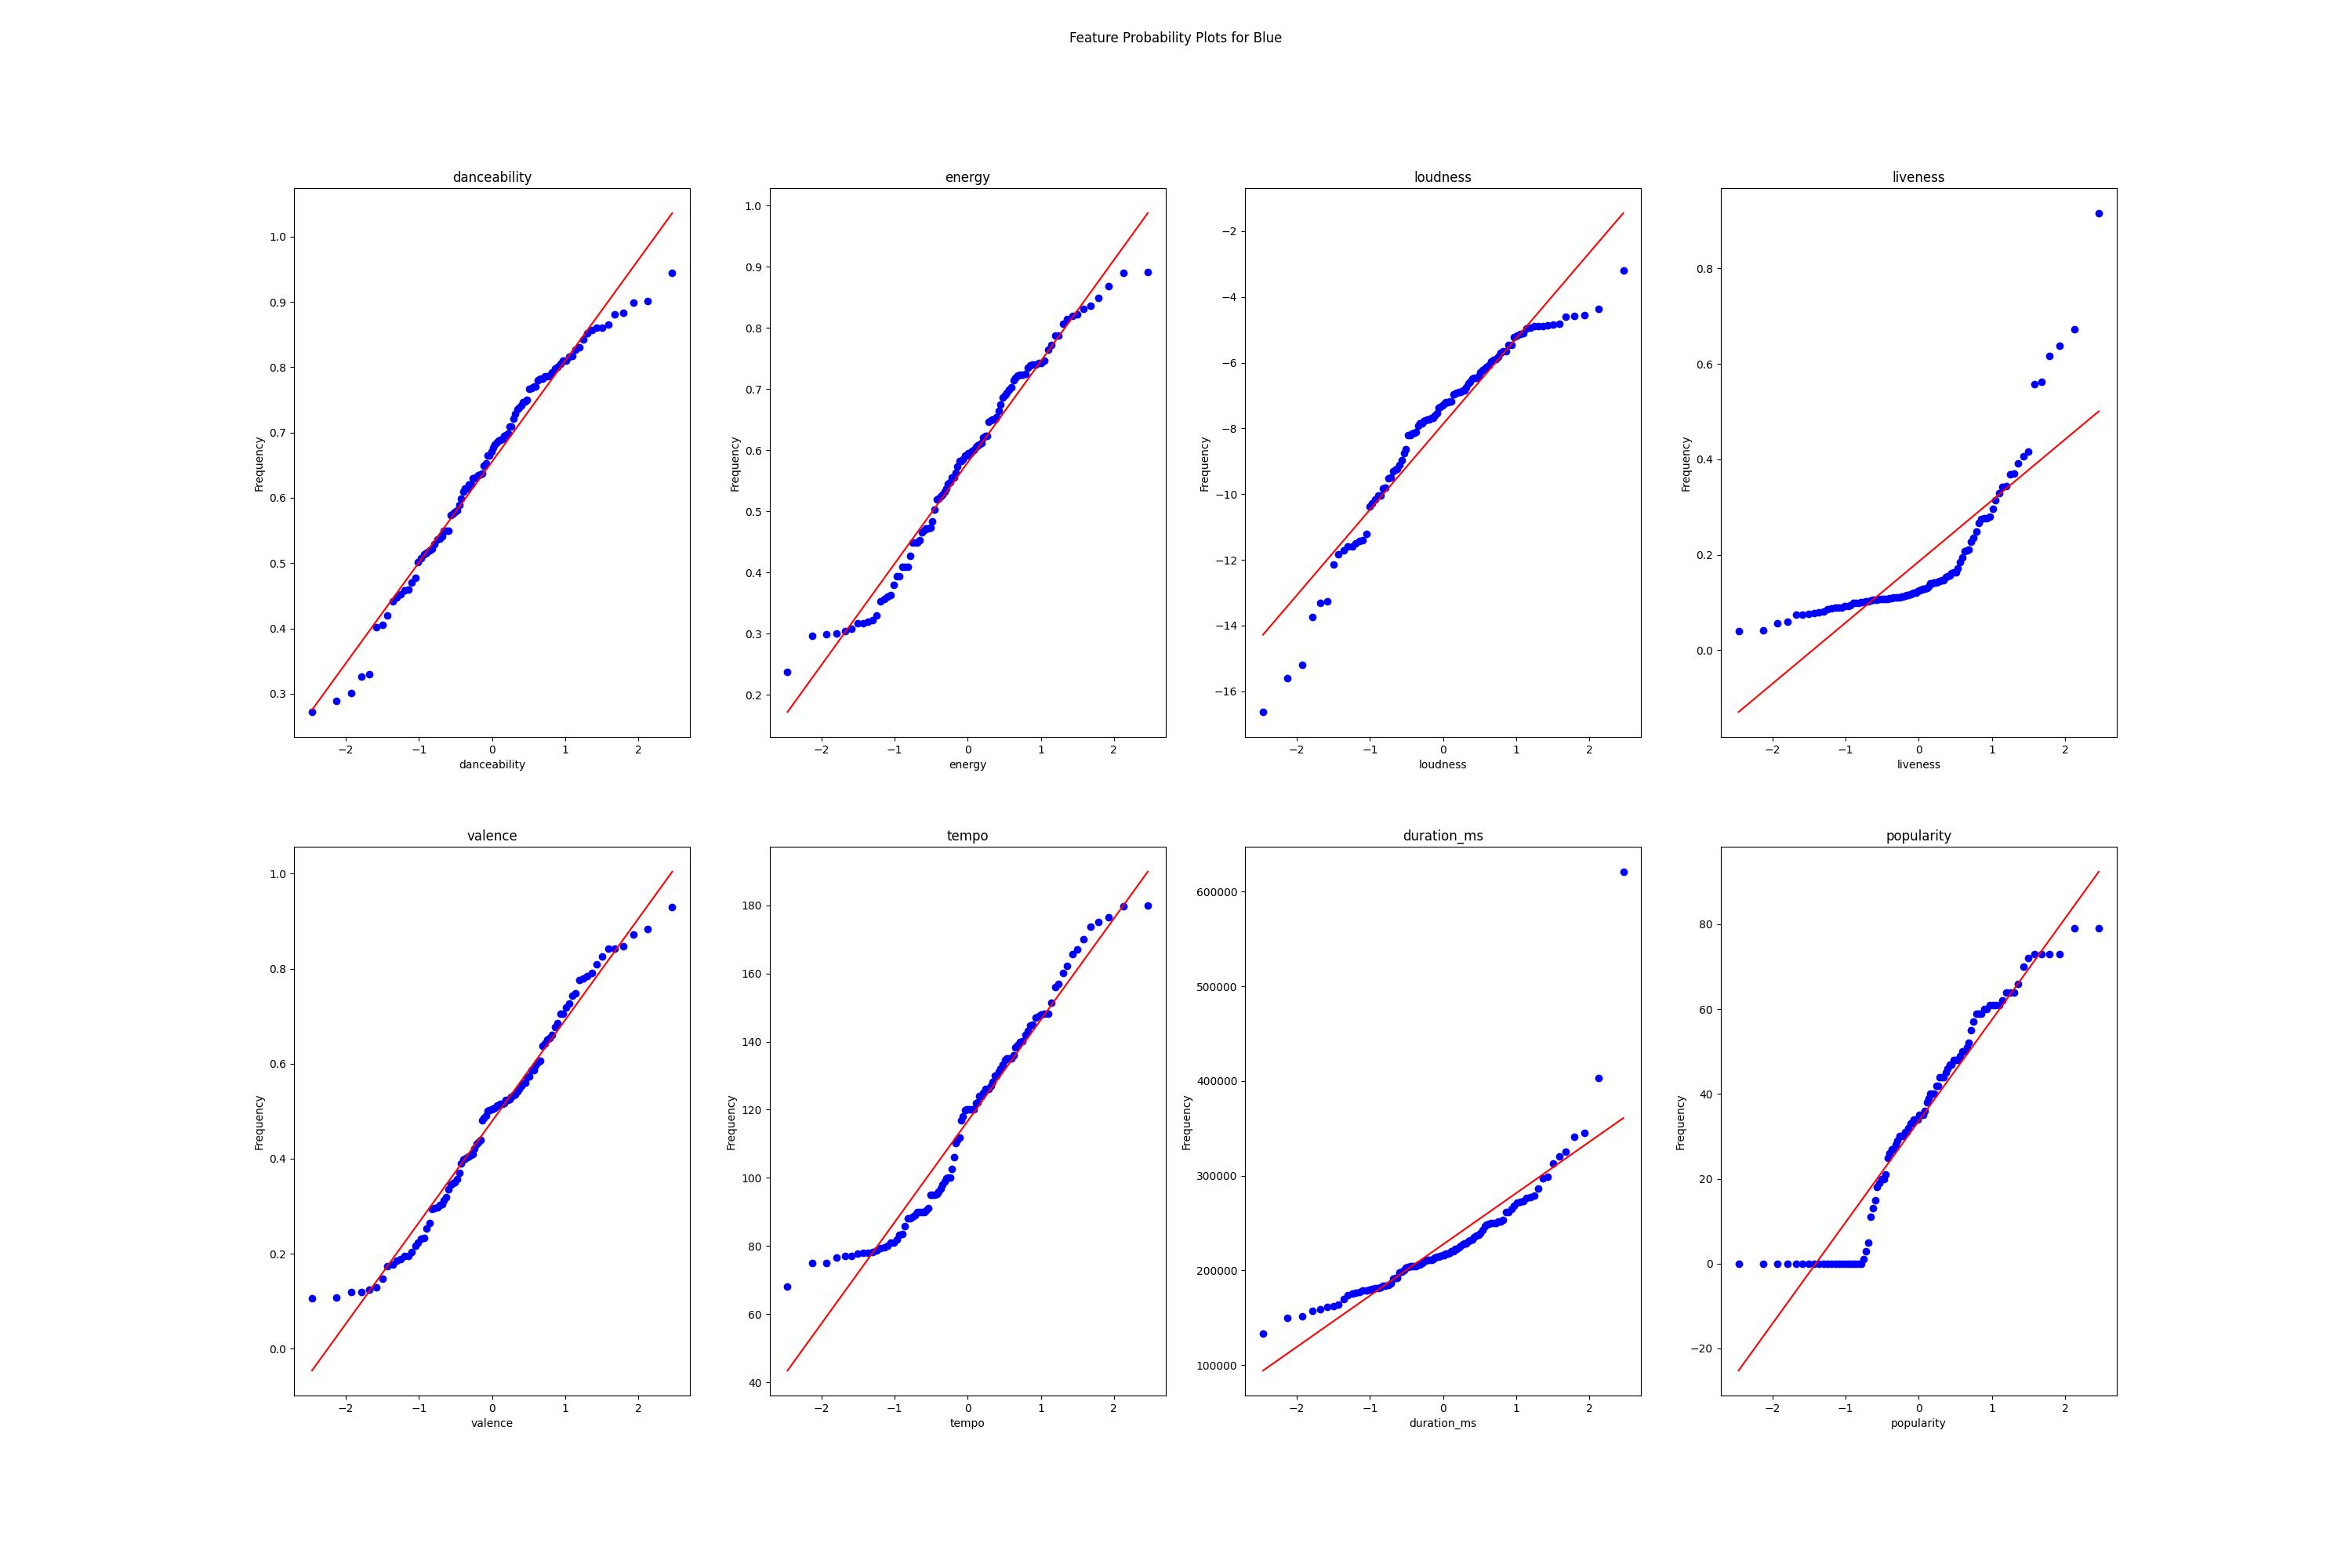 Feature Probability Plots for Blue
danceability
1.0
0.9
0.8
0.7
0.6
0.5
0.4
0.3
Frequency
−2 −1 0 1 2
danceability
energy
1.0
0.9
0.8
0.7
0.6
0.5
0.4
0.3
0.2
Frequency
−2 −1 0 1 2
energy
loudness
−2
−4
−6
−8
−10
−12
−14
−16
Frequency
−2 −1 0 1 2
loudness
liveness
0.8
0.6
0.4
0.2
0.0
Frequency
−2 −1 0 1 2
liveness
valence
1.0
0.8
0.6
0.4
0.2
0.0
Frequency
−2 −1 0 1 2
valence
tempo
180
160
140
120
100
80
60
40
Frequency
−2 −1 0 1 2
tempo
duration_ms
600000
500000
400000
300000
200000
100000
Frequency
−2 −1 0 1 2
duration_ms
popularity
80
60
40
20
0
−20
Frequency
−2 −1 0 1 2
popularity